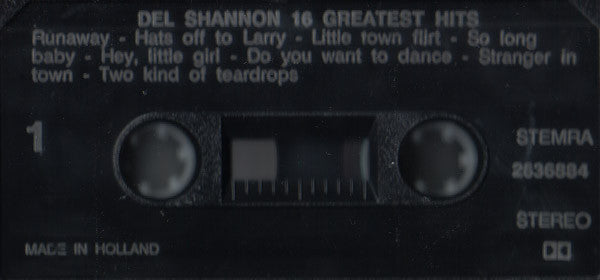 DEL SHANNON 16 GREATEST HITS
Runaway - Hats off to Larry - Little town flirt - So long
baby - Hey, little girl - Do you want to dance - Stranger in
town - Two kind of teardrops
1
STEMRA
2636884
STEREO
MADE IN HOLLAND